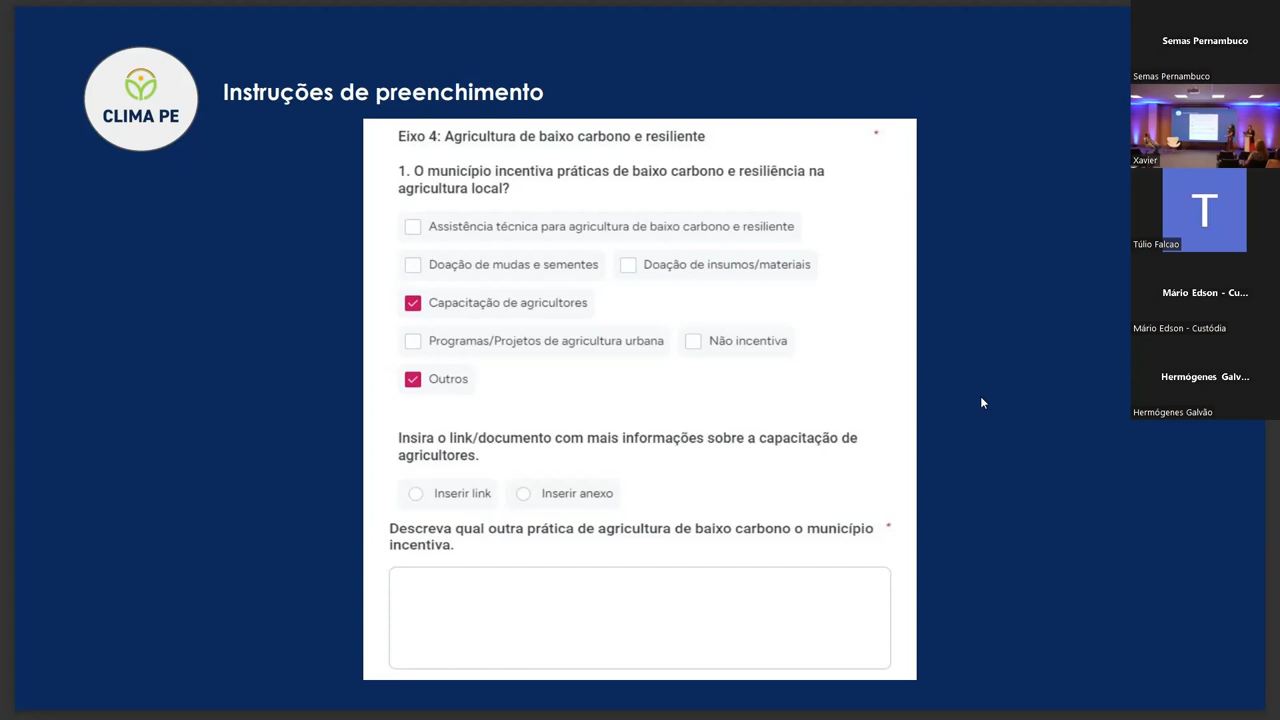 CLIMA PE
Instruções de preenchimento
Eixo 4: Agricultura de baixo carbono e resiliente *
1. O município incentiva práticas de baixo carbono e resiliência na
agricultura local?
Assistência técnica para agricultura de baixo carbono e resiliente
Doação de mudas e sementes Doação de insumos/materiais
Capacitação de agricultores
Programas/Projetos de agricultura urbana Não incentiva
Outros
Insira o link/documento com mais informações sobre a capacitação de
agricultores.
Inserir link Inserir anexo
Descreva qual outra prática de agricultura de baixo carbono o município *
incentiva.
Semas Pernambuco
Semas Pernambuco
Xavier
T
Túlio Falcao
Mário Edson - Cu...
Mário Edson - Custódia
Hermógenes Galv...
Hermógenes Galvão